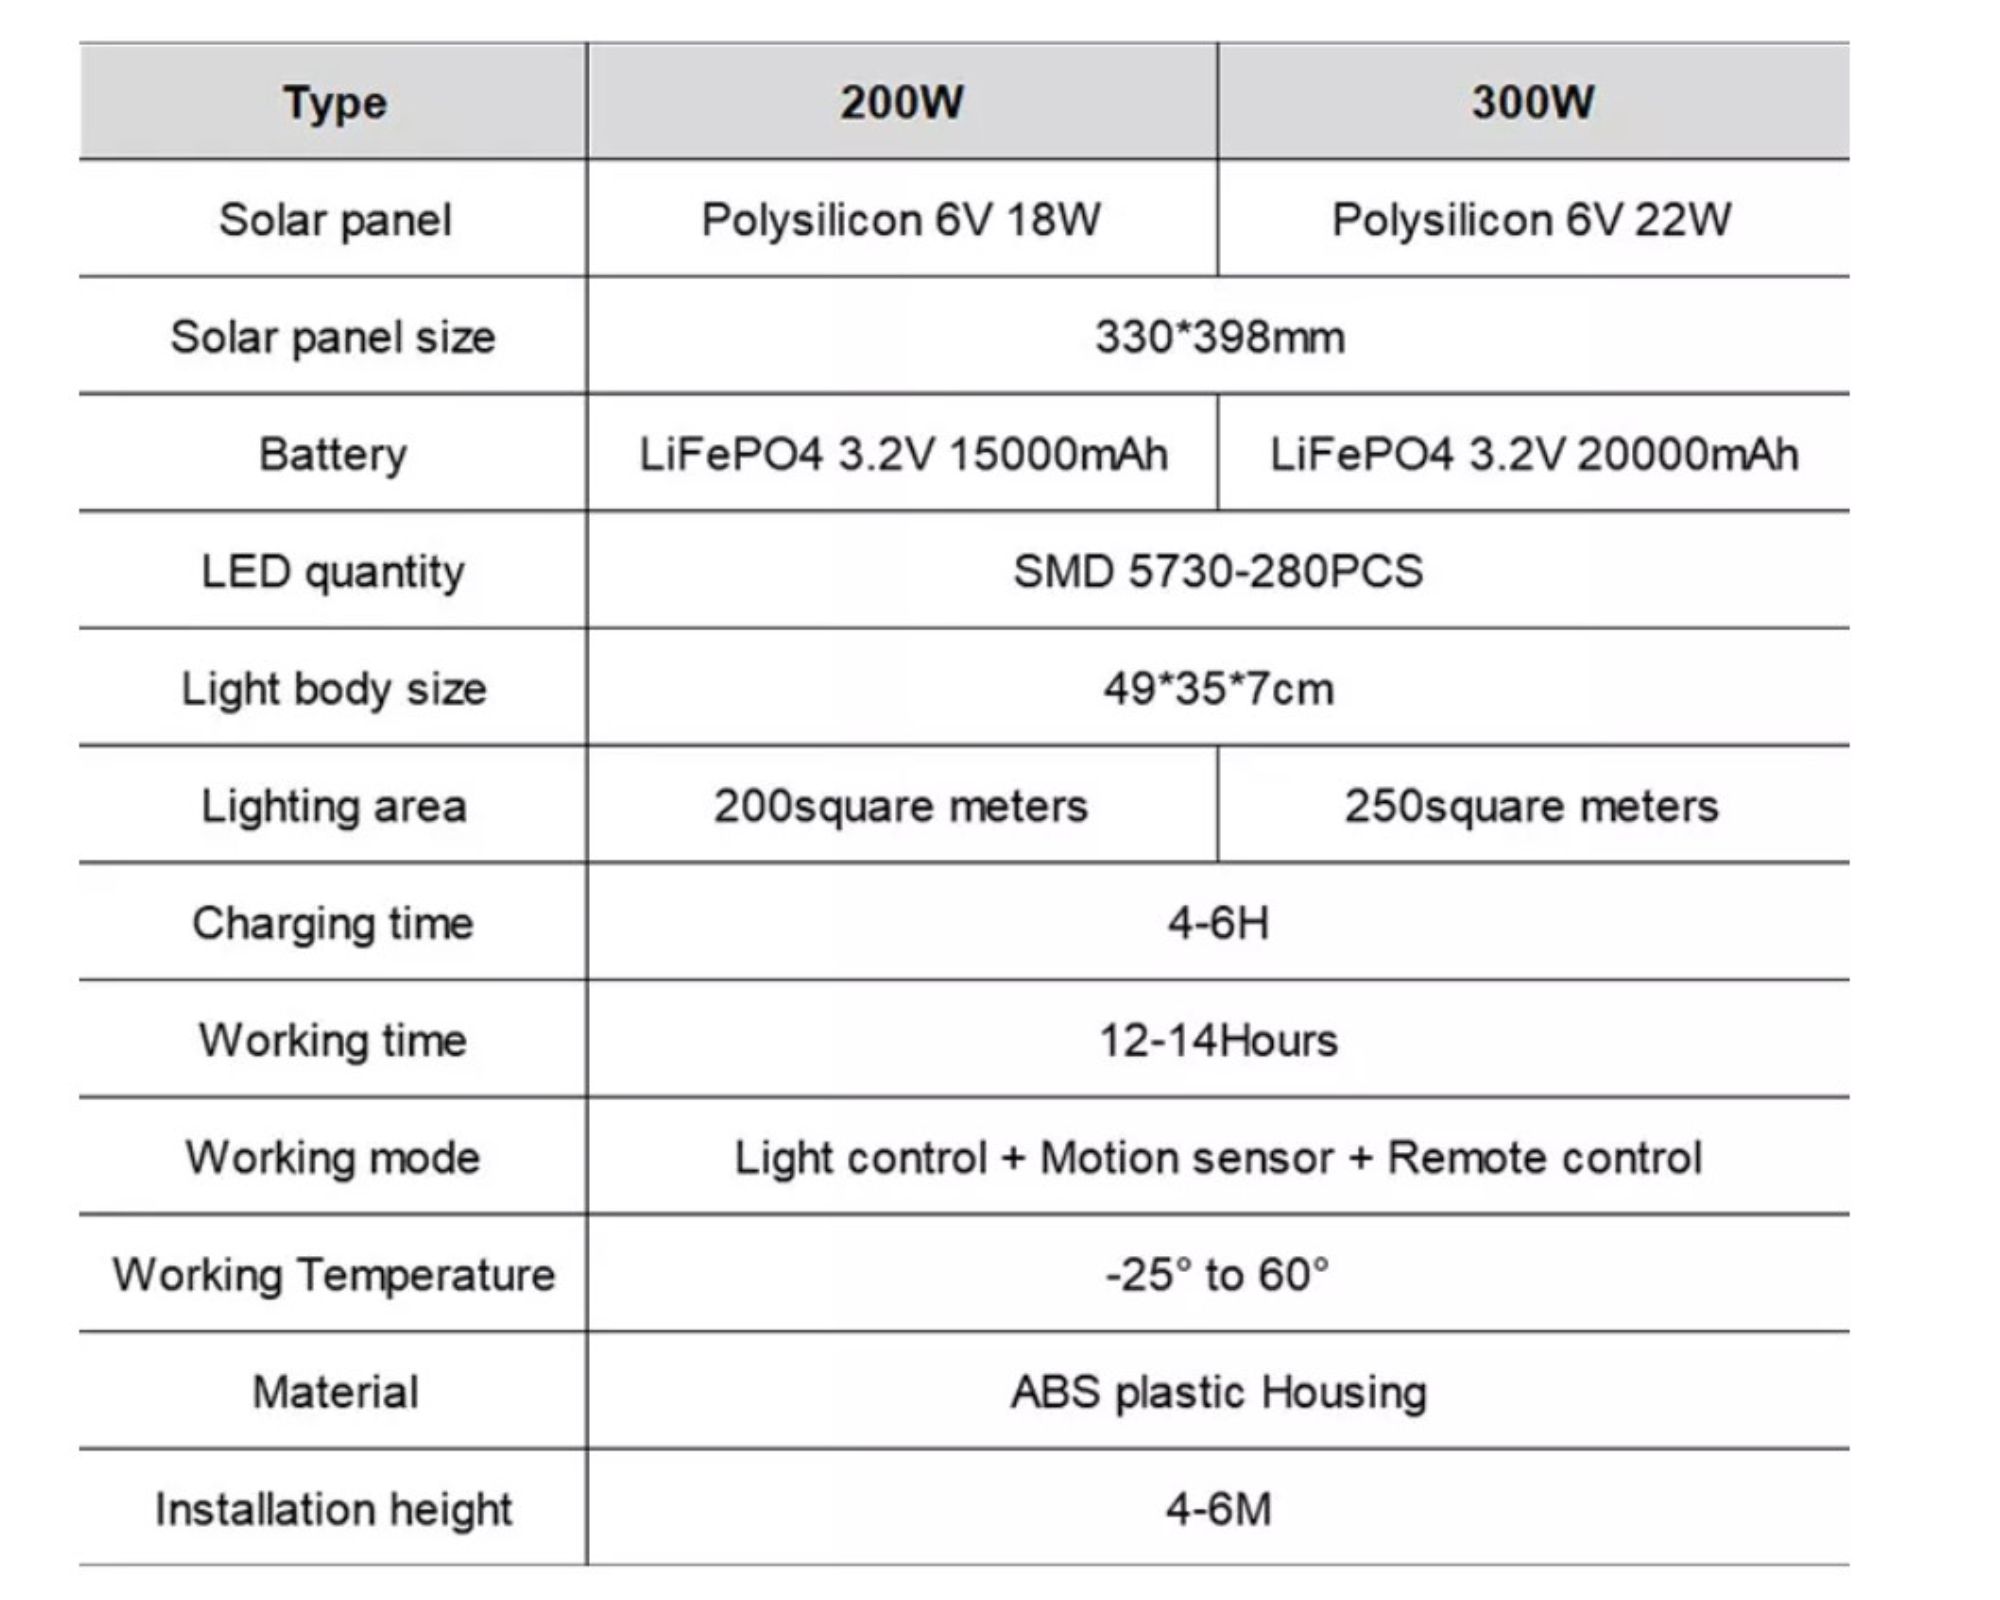 Type 200W 300W
Solar panel Polysilicon 6V 18W Polysilicon 6V 22W
Solar panel size 330*398mm
Battery LiFePO4 3.2V 15000mAh LiFePO4 3.2V 20000mAh
LED quantity SMD 5730-280PCS
Light body size 49*35*7cm
Lighting area 200square meters 250square meters
Charging time 4-6H
Working time 12-14Hours
Working mode Light control + Motion sensor + Remote control
Working Temperature -25° to 60°
Material ABS plastic Housing
Installation height 4-6M